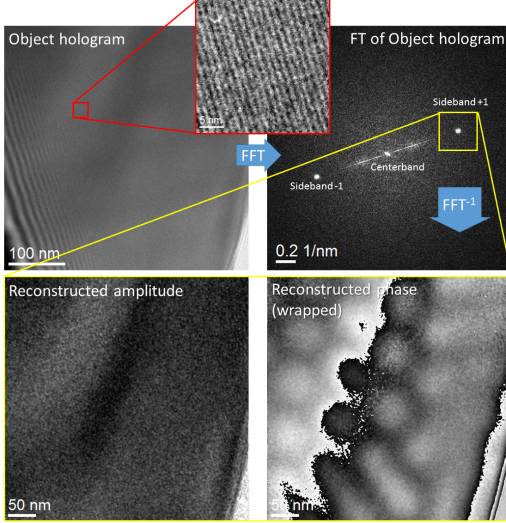 Object hologram
5 nm
FT of Object hologram
Sideband +1
FFT
Centerband
Sideband -1
FFT-1
100 nm
0.2 1/nm
Reconstructed amplitude
Reconstructed phase
(wrapped)
50 nm
50 nm